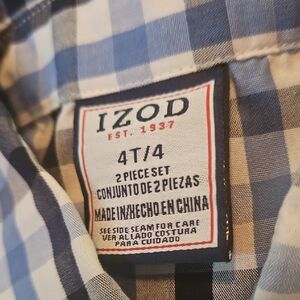 IZOD
EST. 1937
4T/4
2 PIECE SET
CONJUNTO DE 2 PIEZAS
MADE IN/HECHO EN CHINA
SEE SIDE SEAM FOR CARE
VER AL LADO COSTURA
PARA CUIDADO